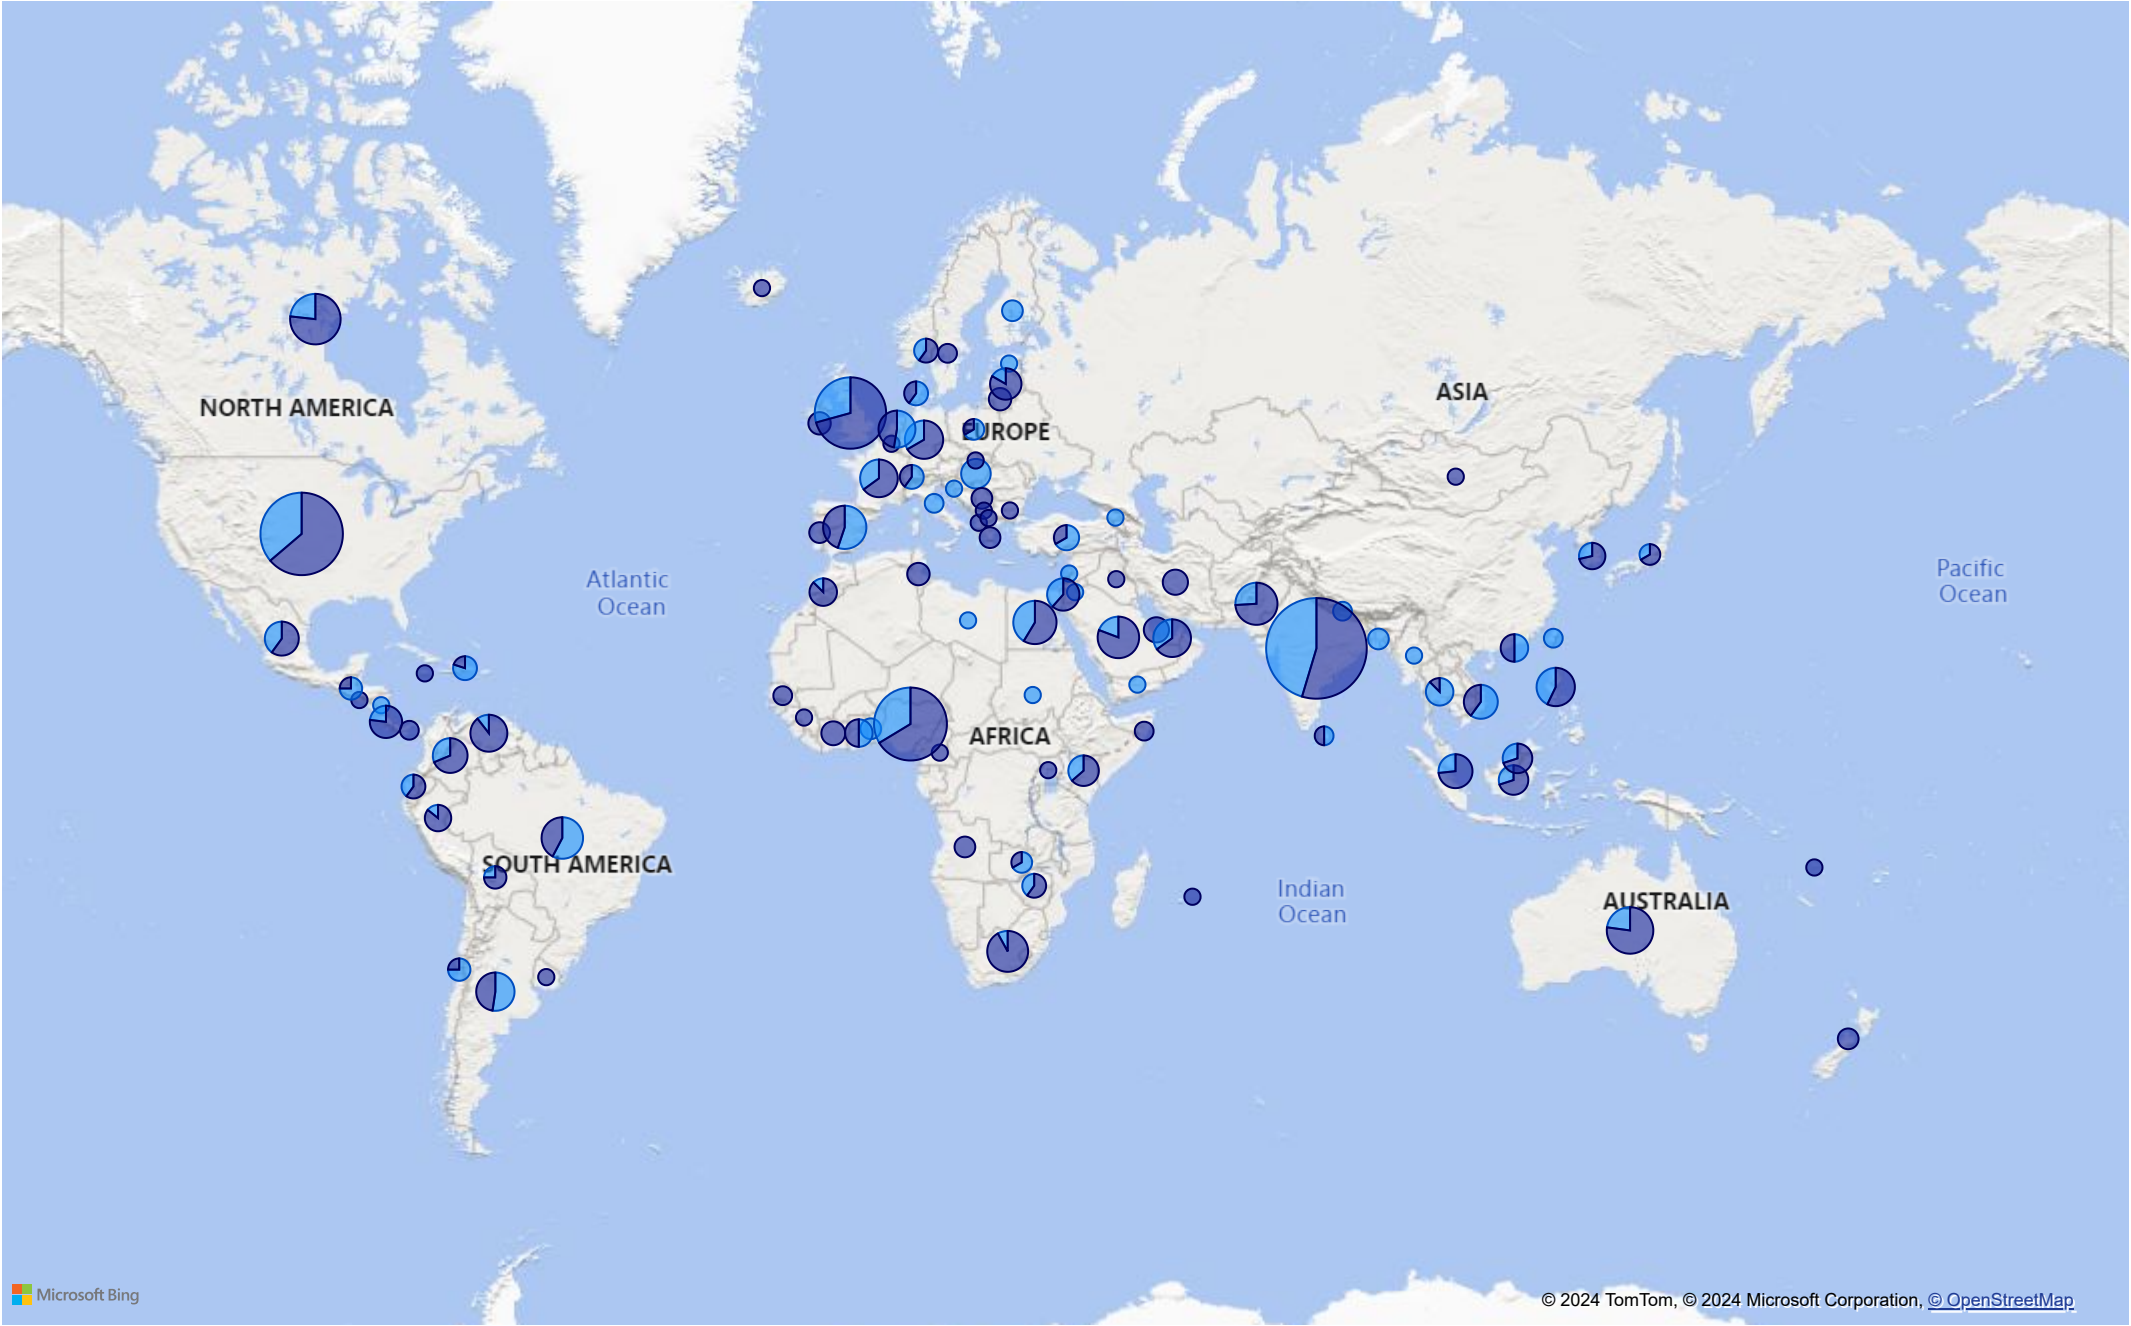 ASIA
NORTH AMERICA
EUROPE
Atlantic
Ocean
Pacific
Ocean
AFRICA
SOUTH AMERICA
Indian
Ocean
AUSTRALIA
Microsoft Bing
© 2024 TomTom, © 2024 Microsoft Corporation, © OpenStreetMap